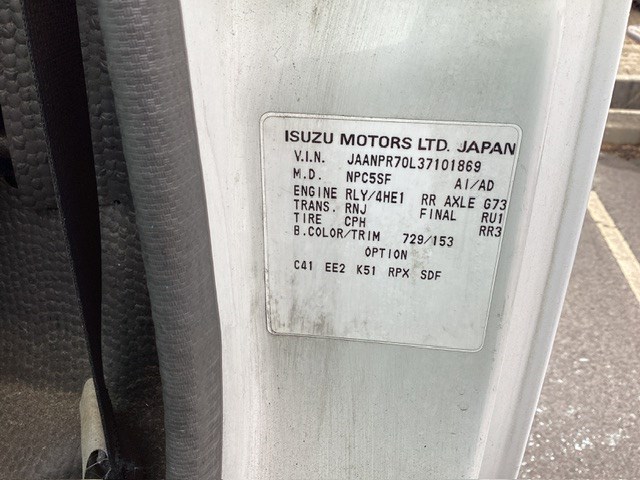 ISUZU MOTORS LTD. JAPAN
V.I.N. JAANPR70L37101869
M.D. NPC5SF AI/AD
ENGINE RLY/4HE1 RR AXLE G73
TRANS. RNJ FINAL RU1
TIRE CPH RR3
B.COLOR/TRIM 729/153
OPTION
C41 EE2 K51 RPX SDF